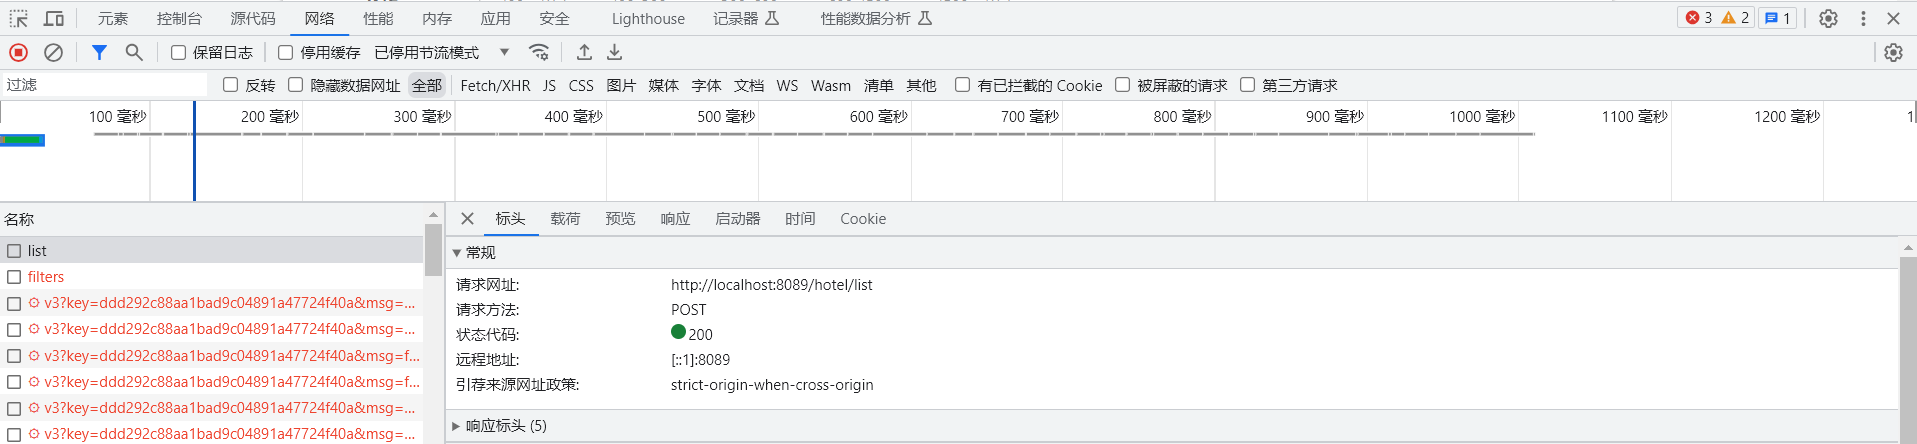 元素 控制台 源代码 网络 性能 内存 应用 安全 Lighthouse 记录器 性能数据分析 3 2 1
保留日志 停用缓存 已停用节流模式
过滤 反转 隐藏数据网址 全部 Fetch/XHR JS CSS 图片 媒体 字体 文档 WS Wasm 清单 其他 有已拦截的 Cookie 被屏蔽的请求 第三方请求
100 毫秒 200 毫秒 300 毫秒 400 毫秒 500 毫秒 600 毫秒 700 毫秒 800 毫秒 900 毫秒 1000 毫秒 1100 毫秒 1200 毫秒 1
名称
list
filters
v3?key=ddd292c88aa1bad9c04891a47724f40a&msg=...
v3?key=ddd292c88aa1bad9c04891a47724f40a&msg=...
v3?key=ddd292c88aa1bad9c04891a47724f40a&msg=f...
v3?key=ddd292c88aa1bad9c04891a47724f40a&msg=f...
v3?key=ddd292c88aa1bad9c04891a47724f40a&msg=...
v3?key=ddd292c88aa1bad9c04891a47724f40a&msg=...
标头 载荷 预览 响应 启动器 时间 Cookie
常规
请求网址: http://localhost:8089/hotel/list
请求方法: POST
状态代码: 200
远程地址: [::1]:8089
引荐来源网址政策: strict-origin-when-cross-origin
响应标头 (5)